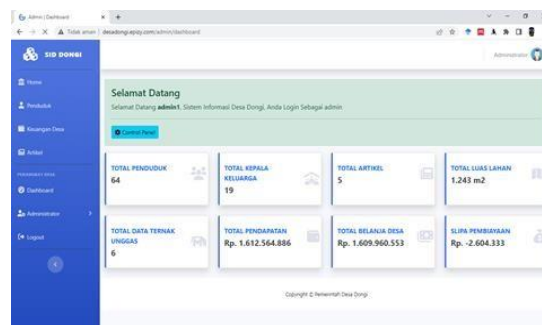 Admin | Dashboard
Tidak aman | desadongi.epizy.com/admin/dashboard
SID DONGI
Administrator
Home
Penduduk
Keuangan Desa
Artikel
PERANGKAT DESA
Dashboard
Administrator
Logout
Selamat Datang
Selamat Datang admin1. Sistem Informasi Desa Dongi, Anda Login Sebagai admin
Control Panel
TOTAL PENDUDUK
64
TOTAL KEPALA
KELUARGA
19
TOTAL ARTIKEL
5
TOTAL LUAS LAHAN
1.243 m2
TOTAL DATA TERNAK
UNGGAS
6
TOTAL PENDAPATAN
Rp. 1.612.564.886
TOTAL BELANJA DESA
Rp. 1.609.960.553
SLIPA PEMBIAYAAN
Rp. -2.604.333
Copyright © Pemerintah Desa Dongi